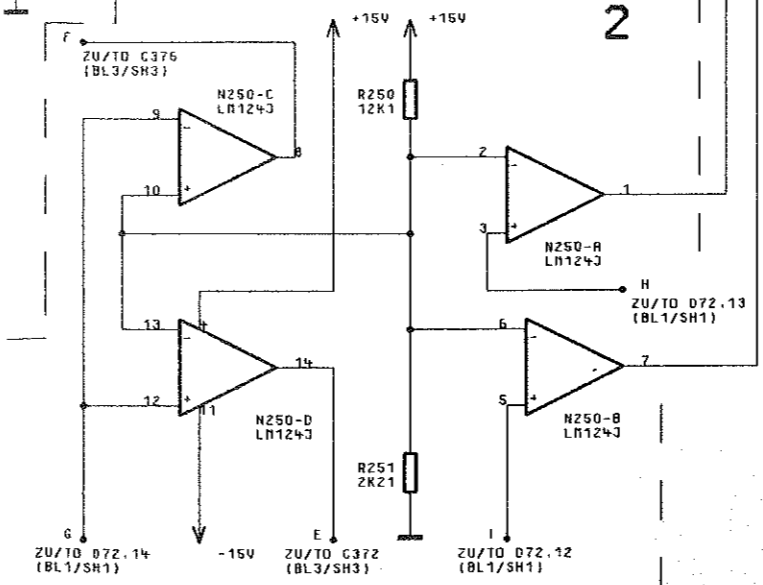 +15V
+15V
2
F
ZU/TO C376
(BL3/SH3)
N250-C
LM124J
R250
12K1
9
-
8
10
+
2
-
1
3
+
N250-A
LM124J
H
ZU/TO D72.13
(BL1/SH1)
13
-
4
6
-
14
7
12
+
11
5
+
N250-D
LM124J
N250-B
LM124J
R251
2K21
G
ZU/TO D72.14
(BL1/SH1)
-15V
E
ZU/TO C372
(BL3/SH3)
I
ZU/TO D72.12
(BL1/SH1)